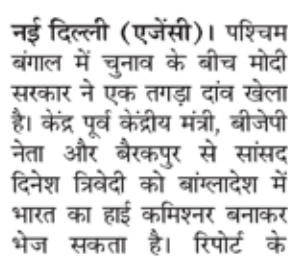 नई दिल्ली (एजेंसी)। पश्चिम
बंगाल में चुनाव के बीच मोदी
सरकार ने एक तगड़ा दांव खेला
है। केंद्र पूर्व केंद्रीय मंत्री, बीजेपी
नेता और बैरकपुर से सांसद
दिनेश त्रिवेदी को बांग्लादेश में
भारत का हाई कमिश्नर बनाकर
भेज सकता है। रिपोर्ट के